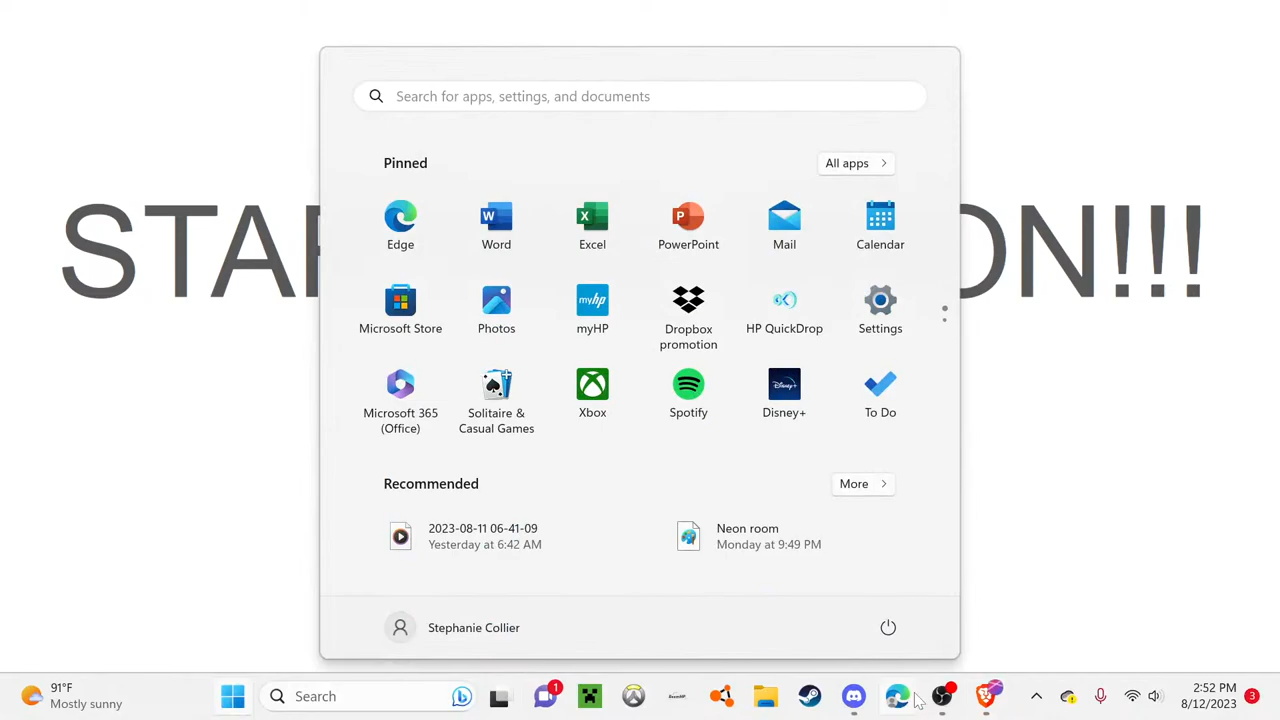 STAR
ON!!!
Search for apps, settings, and documents
Pinned
All apps
Edge
Word
Excel
PowerPoint
Mail
Calendar
Microsoft Store
Photos
myHP
Dropbox
promotion
HP QuickDrop
Settings
Microsoft 365
(Office)
Solitaire &
Casual Games
Xbox
Spotify
Disney+
To Do
Recommended
More
2023-08-11 06-41-09
Yesterday at 6:42 AM
Neon room
Monday at 9:49 PM
Stephanie Collier
91°F
Mostly sunny
Search
1
2:52 PM
8/12/2023
3